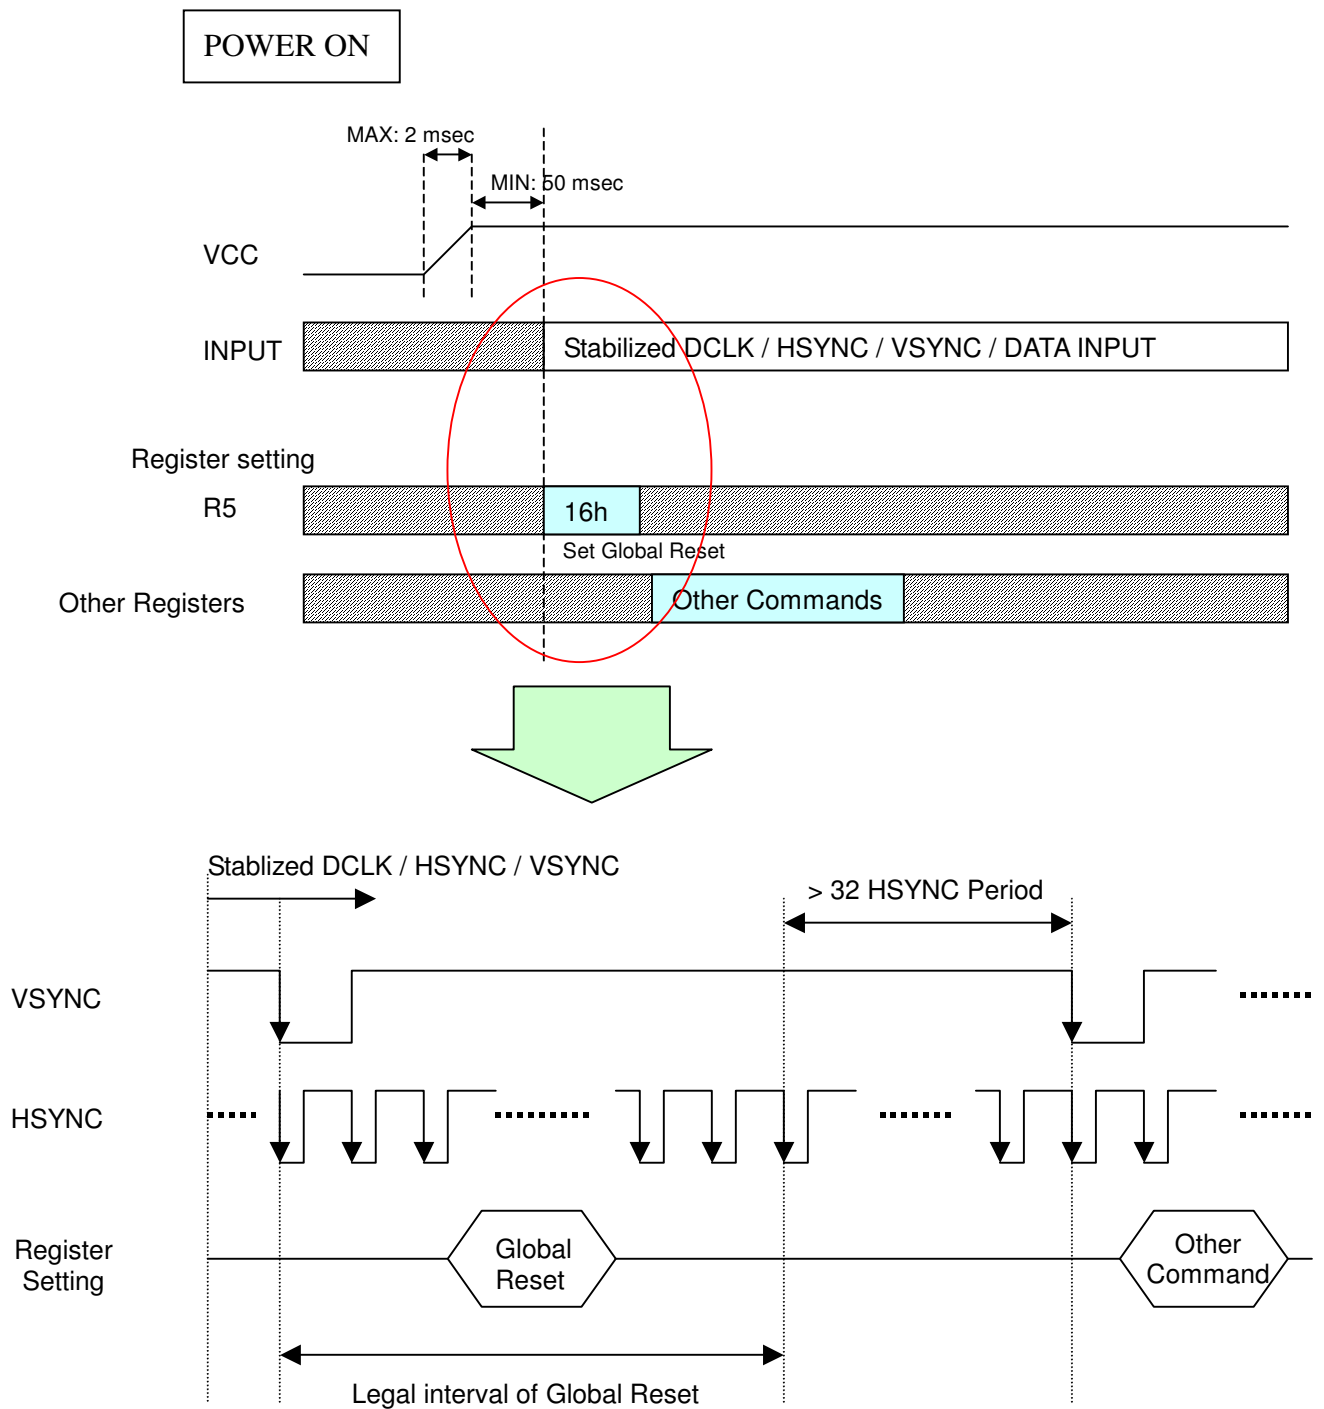 POWER ON
MAX: 2 msec
MIN: 50 msec
VCC
INPUT
Stabilized DCLK / HSYNC / VSYNC / DATA INPUT
Register setting
R5
16h
Set Global Reset
Other Registers
Other Commands
Stablized DCLK / HSYNC / VSYNC
> 32 HSYNC Period
VSYNC
HSYNC
Register
Setting
Global
Reset
Other
Command
Legal interval of Global Reset